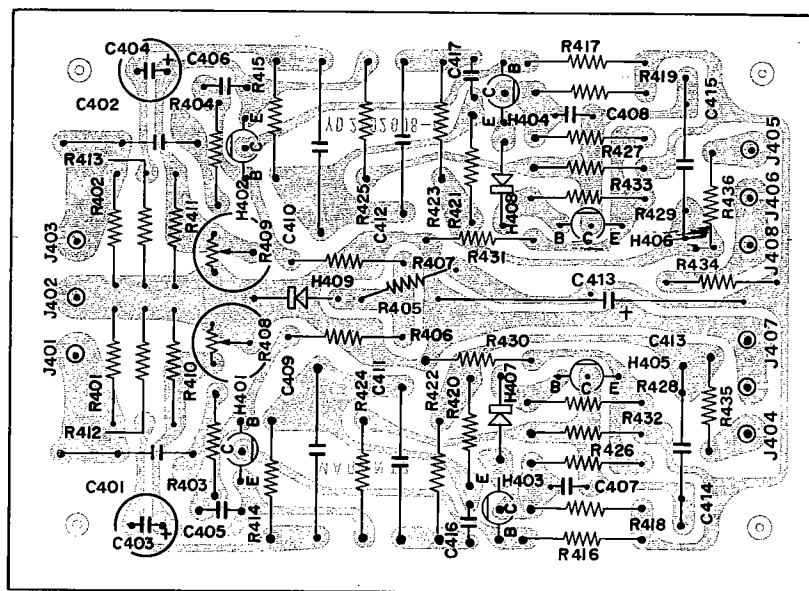 C404 + C406 R415 C417 B R417
C402 R404 E C E H404 R419 C415
C408
YD2 E J405
R413 R402 R411 H402 C B R427
R409 C410 R425 C412 R423 R421 H408 R433 R436 J406
J403 B C E R429 H406 J408
R431
R407 R434
J402 H409 R405 C413 +
R408 R406 R430 C413 J407
J401 R401 R410 H401 C409 R424 C411 R422 R420 H407 B C E H405 R428 R435
R412 B C R432 J404
E R426
C401 R403 E H403 C407 C414
C403 + C405 R414 C416 C B R418
R416